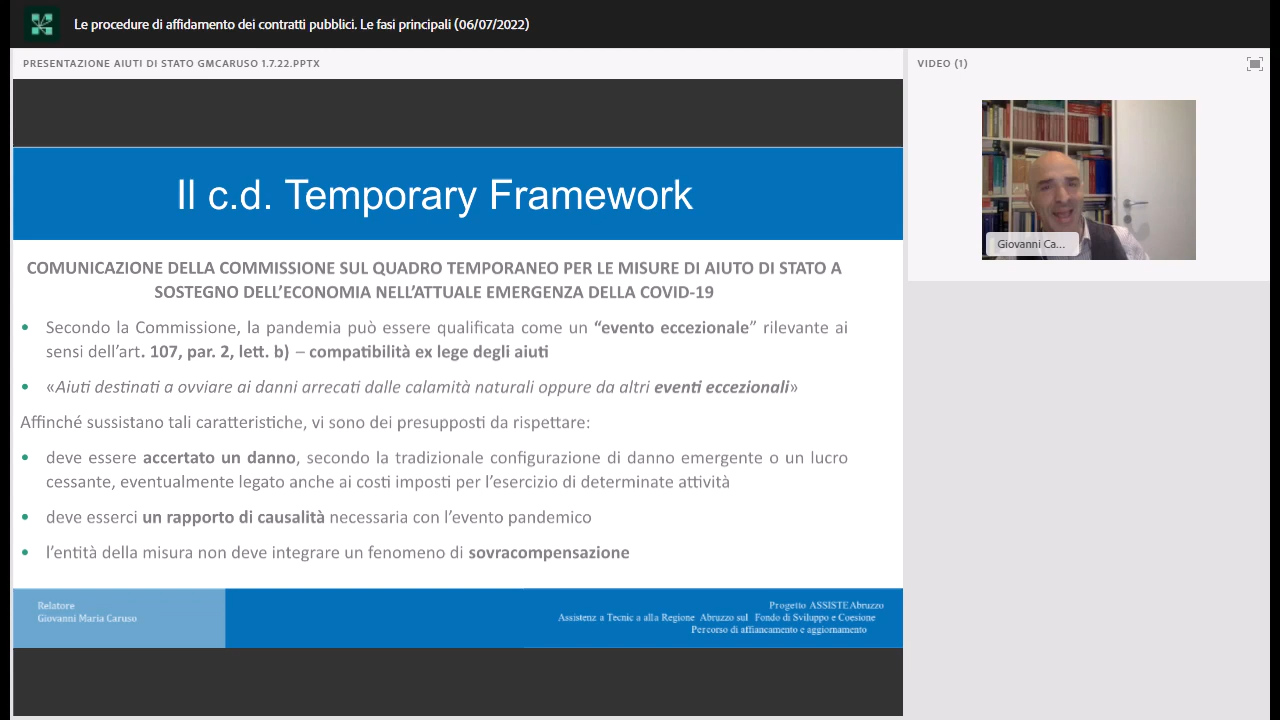 Le procedure di affidamento dei contratti pubblici. Le fasi principali (06/07/2022)
PRESENTAZIONE AIUTI DI STATO GMCARUSO 1.7.22.PPTX
VIDEO (1)
Il c.d. Temporary Framework
COMUNICAZIONE DELLA COMMISSIONE SUL QUADRO TEMPORANEO PER LE MISURE DI AIUTO DI STATO A
SOSTEGNO DELL'ECONOMIA NELL'ATTUALE EMERGENZA DELLA COVID-19
• Secondo la Commissione, la pandemia può essere qualificata come un "evento eccezionale" rilevante ai
sensi dell'art. 107, par. 2, lett. b) – compatibilità ex lege degli aiuti
• «Aiuti destinati a ovviare ai danni arrecati dalle calamità naturali oppure da altri eventi eccezionali»
Affinché sussistano tali caratteristiche, vi sono dei presupposti da rispettare:
• deve essere accertato un danno, secondo la tradizionale configurazione di danno emergente o un lucro
cessante, eventualmente legato anche ai costi imposti per l'esercizio di determinate attività
• deve esserci un rapporto di causalità necessaria con l'evento pandemico
• l'entità della misura non deve integrare un fenomeno di sovracompensazione
Relatore
Giovanni Maria Caruso
Progetto ASSISTEAbruzzo
Assistenz a Tecnic a alla Regione Abruzzo sul Fondo di Sviluppo e Coesione
Percorso di affiancamento e aggiornamento
Giovanni Ca...